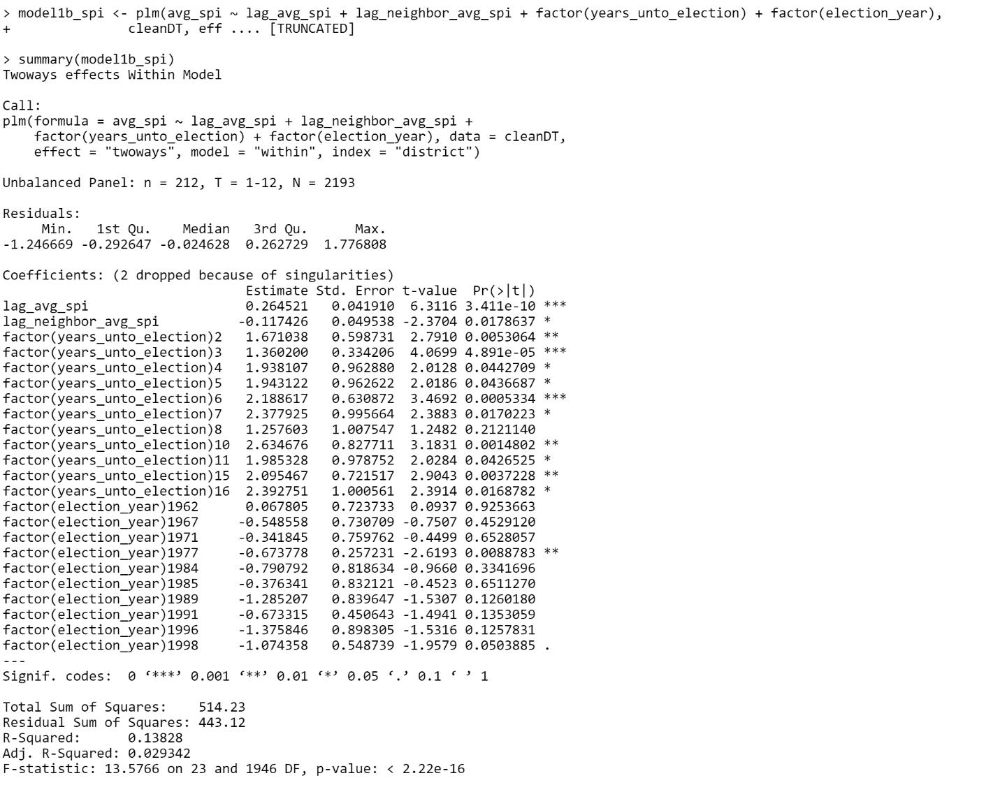 > model1b_spi <- plm(avg_spi ~ lag_avg_spi + lag_neighbor_avg_spi + factor(years_unto_election) + factor(election_year),
+               cleanDT, eff .... [TRUNCATED]

> summary(model1b_spi)
Twoways effects Within Model

Call:
plm(formula = avg_spi ~ lag_avg_spi + lag_neighbor_avg_spi +
    factor(years_unto_election) + factor(election_year), data = cleanDT,
    effect = "twoways", model = "within", index = "district")

Unbalanced Panel: n = 212, T = 1-12, N = 2193

Residuals:
     Min.   1st Qu.    Median   3rd Qu.      Max.
-1.246669 -0.292647 -0.024628  0.262729  1.776808

Coefficients: (2 dropped because of singularities)
                               Estimate Std. Error t-value  Pr(>|t|)
lag_avg_spi                    0.264521   0.041910  6.3116 3.411e-10 ***
lag_neighbor_avg_spi          -0.117426   0.049538 -2.3704 0.0178637 *
factor(years_unto_election)2   1.671038   0.598731  2.7910 0.0053064 **
factor(years_unto_election)3   1.360200   0.334206  4.0699 4.891e-05 ***
factor(years_unto_election)4   1.938107   0.962880  2.0128 0.0442709 *
factor(years_unto_election)5   1.943122   0.962622  2.0186 0.0436687 *
factor(years_unto_election)6   2.188617   0.630872  3.4692 0.0005334 ***
factor(years_unto_election)7   2.377925   0.995664  2.3883 0.0170223 *
factor(years_unto_election)8   1.257603   1.007547  1.2482 0.2121140
factor(years_unto_election)10  2.634676   0.827711  3.1831 0.0014802 **
factor(years_unto_election)11  1.985328   0.978752  2.0284 0.0426525 *
factor(years_unto_election)15  2.095467   0.721517  2.9043 0.0037228 **
factor(years_unto_election)16  2.392751   1.000561  2.3914 0.0168782 *
factor(election_year)1962      0.067805   0.723733  0.0937 0.9253663
factor(election_year)1967     -0.548558   0.730709 -0.7507 0.4529120
factor(election_year)1971     -0.341845   0.759762 -0.4499 0.6528057
factor(election_year)1977     -0.673778   0.257231 -2.6193 0.0088783 **
factor(election_year)1984     -0.790792   0.818634 -0.9660 0.3341696
factor(election_year)1985     -0.376341   0.832121 -0.4523 0.6511270
factor(election_year)1989     -1.285207   0.839647 -1.5307 0.1260180
factor(election_year)1991     -0.673315   0.450643 -1.4941 0.1353059
factor(election_year)1996     -1.375846   0.898305 -1.5316 0.1257831
factor(election_year)1998     -1.074358   0.548739 -1.9579 0.0503885 .
---
Signif. codes:  0 ‘***’ 0.001 ‘**’ 0.01 ‘*’ 0.05 ‘.’ 0.1 ‘ ’ 1

Total Sum of Squares:    514.23
Residual Sum of Squares: 443.12
R-Squared:      0.13828
Adj. R-Squared: 0.029342
F-statistic: 13.5766 on 23 and 1946 DF, p-value: < 2.22e-16